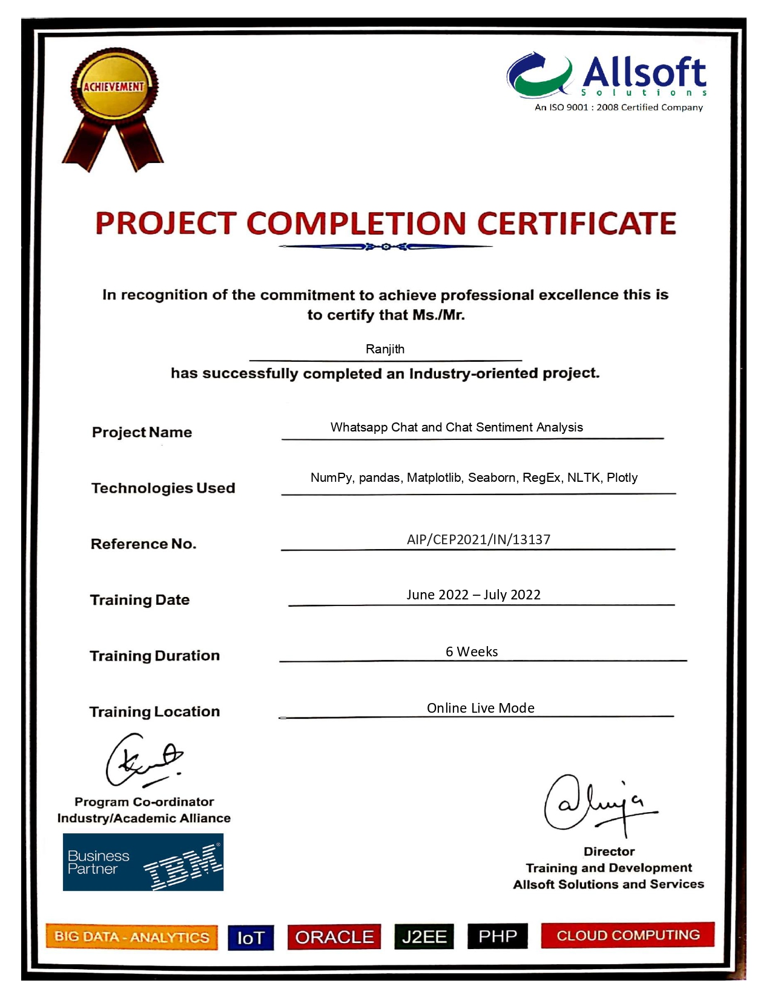 ACHIEVEMENT
Allsoft
Solutions
An ISO 9001 : 2008 Certified Company
PROJECT COMPLETION CERTIFICATE
In recognition of the commitment to achieve professional excellence this is
to certify that Ms./Mr.
Ranjith
has successfully completed an Industry-oriented project.
Project Name Whatsapp Chat and Chat Sentiment Analysis
Technologies Used NumPy, pandas, Matplotlib, Seaborn, RegEx, NLTK, Plotly
Reference No. AIP/CEP2021/IN/13137
Training Date June 2022 – July 2022
Training Duration 6 Weeks
Training Location Online Live Mode
Program Co-ordinator
Industry/Academic Alliance
Business
Partner
IBM®
Director
Training and Development
Allsoft Solutions and Services
BIG DATA - ANALYTICS IoT ORACLE J2EE PHP CLOUD COMPUTING